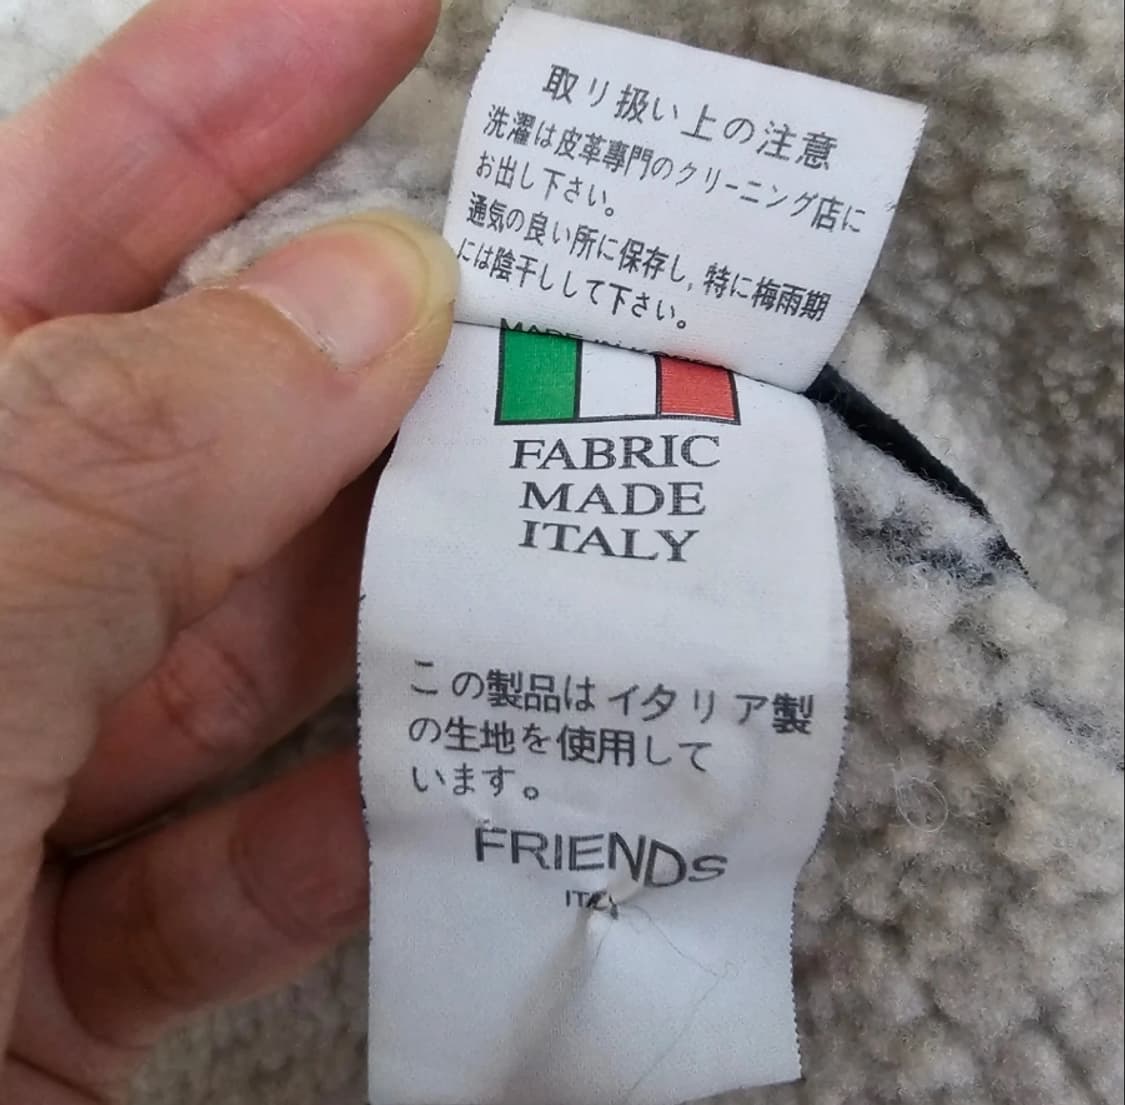 取り扱い上の注意
洗濯は皮革專門のクリーニング店に
お出し下さい。
通気の良い所に保存し,特に梅雨期
には陰干しして下さい。
MADE IN
FABRIC
MADE
ITALY
この製品はイタリア製
の生地を使用して
います。
FRIENDS
ITALY